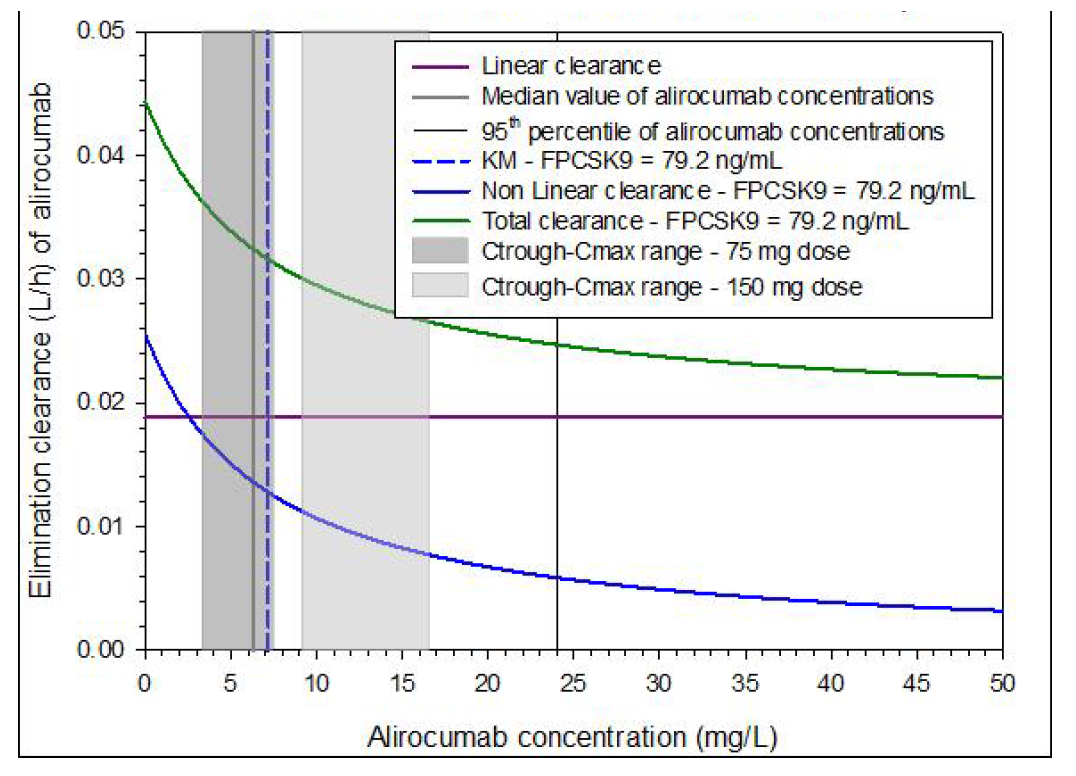 0.05
0.04
0.03
0.02
0.01
0.00
Elimination clearance (L/h) of alirocumab
Linear clearance
Median value of alirocumab concentrations
95th percentile of alirocumab concentrations
KM - FPCSK9 = 79.2 ng/mL
Non Linear clearance - FPCSK9 = 79.2 ng/mL
Total clearance - FPCSK9 = 79.2 ng/mL
Ctrough-Cmax range - 75 mg dose
Ctrough-Cmax range - 150 mg dose
0 5 10 15 20 25 30 35 40 45 50
Alirocumab concentration (mg/L)